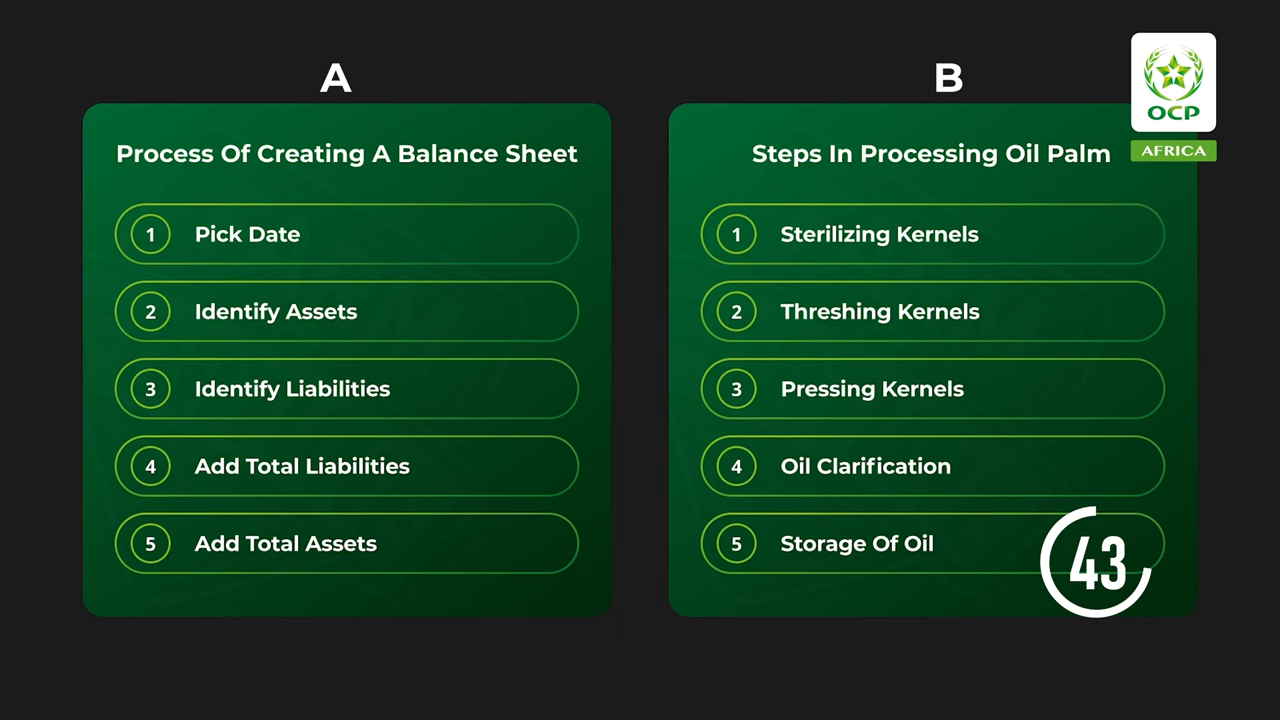 A
Process Of Creating A Balance Sheet
1 Pick Date
2 Identify Assets
3 Identify Liabilities
4 Add Total Liabilities
5 Add Total Assets
B
Steps In Processing Oil Palm
1 Sterilizing Kernels
2 Threshing Kernels
3 Pressing Kernels
4 Oil Clarification
5 Storage Of Oil
43
OCP
AFRICA